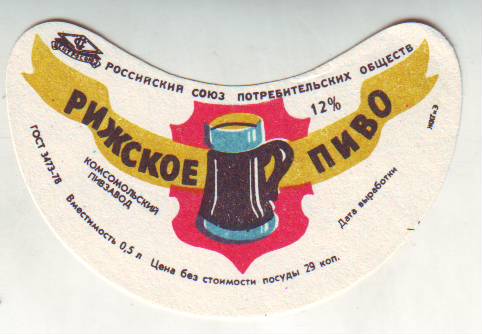 РОССИЙСКИЙ СОЮЗ ПОТРЕБИТЕЛЬСКИХ ОБЩЕСТВ
12%
РИЖСКОЕ ПИВО
ГОСТ 3473-78
КОМСОМОЛЬСКИЙ
ПИВЗАВОД
Дата выработки
Вместимость 0,5 л Цена без стоимости посуды 29 коп.